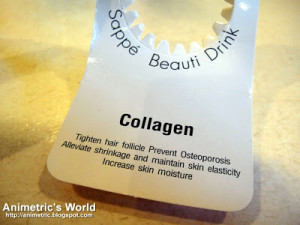 Sappé Beauti Drink
Collagen
Tighten hair follicle Prevent Osteoporosis
Alleviate shrinkage and maintain skin elasticity
Increase skin moisture
Animetric's World
http://animetric.blogspot.com